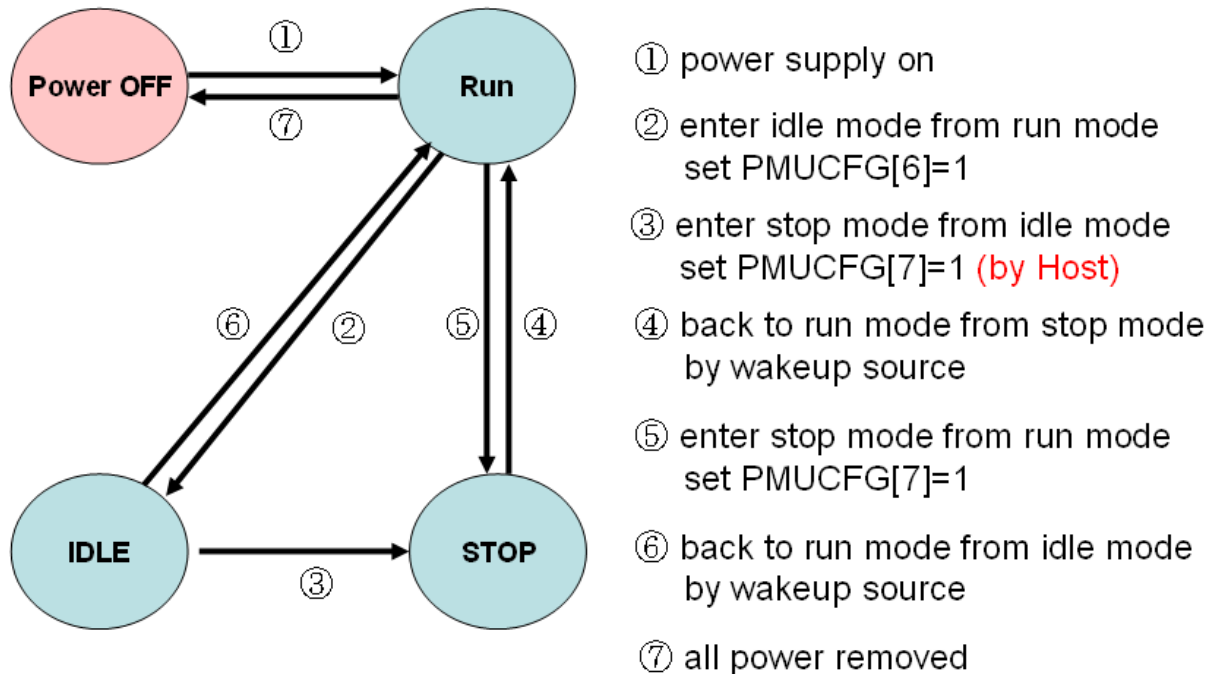 ①
Power OFF
Run
⑦
⑥
②
⑤
④
IDLE
STOP
③
① power supply on
② enter idle mode from run mode
set PMUCFG[6]=1
③ enter stop mode from idle mode
set PMUCFG[7]=1 (by Host)
④ back to run mode from stop mode
by wakeup source
⑤ enter stop mode from run mode
set PMUCFG[7]=1
⑥ back to run mode from idle mode
by wakeup source
⑦ all power removed